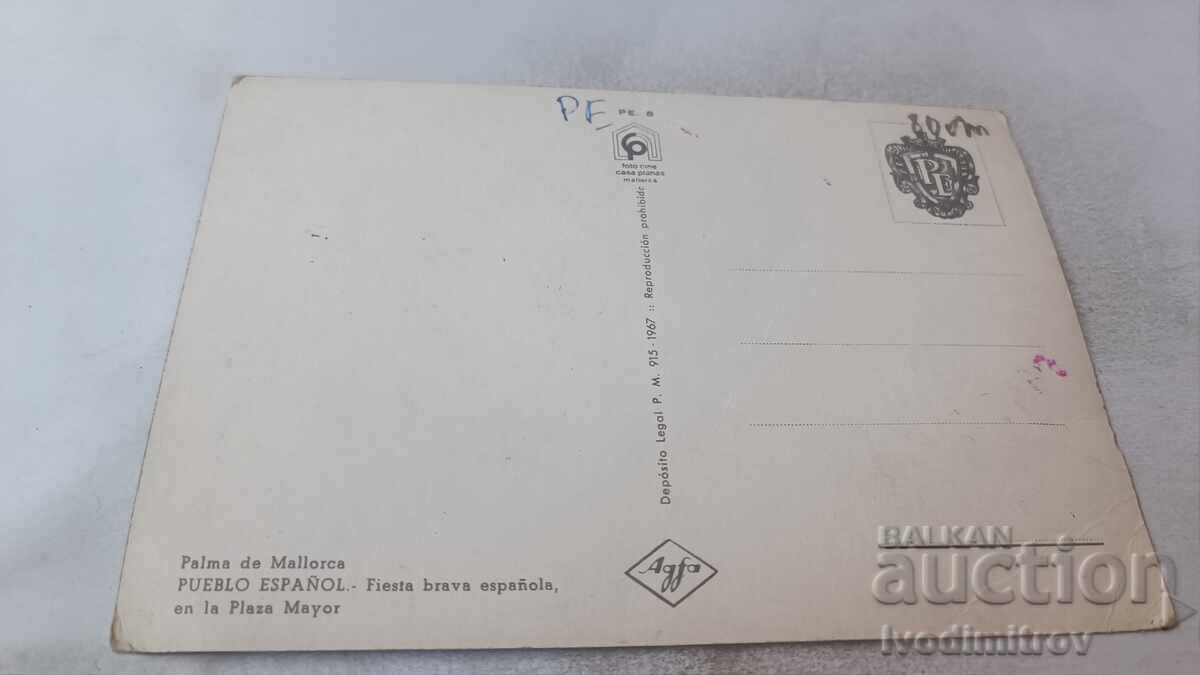 PE
PE. 8
foto cine
casa planas
mallorca
PE
Depósito Legal P. M. 915 - 1967 :: Reproducción prohibida
Palma de Mallorca
PUEBLO ESPAÑOL.- Fiesta brava española,
en la Plaza Mayor
Agfa
BALKAN
auction
Ivodimitrov